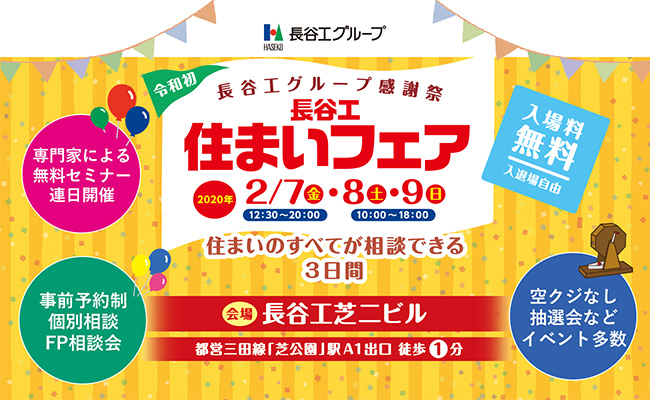 長谷工グループ
HASEKO
令和初
長谷工グループ感謝祭
長谷工
住まいフェア
2020年 2/7金・8土・9日
12:30~20:00 10:00~18:00
住まいのすべてが相談できる
3日間
専門家による
無料セミナー
連日開催
入場料
無料
入退場自由
事前予約制
個別相談
FP相談会
空クジなし
抽選会など
イベント多数
会場 長谷工芝二ビル
都営三田線「芝公園」駅A1出口 徒歩1分